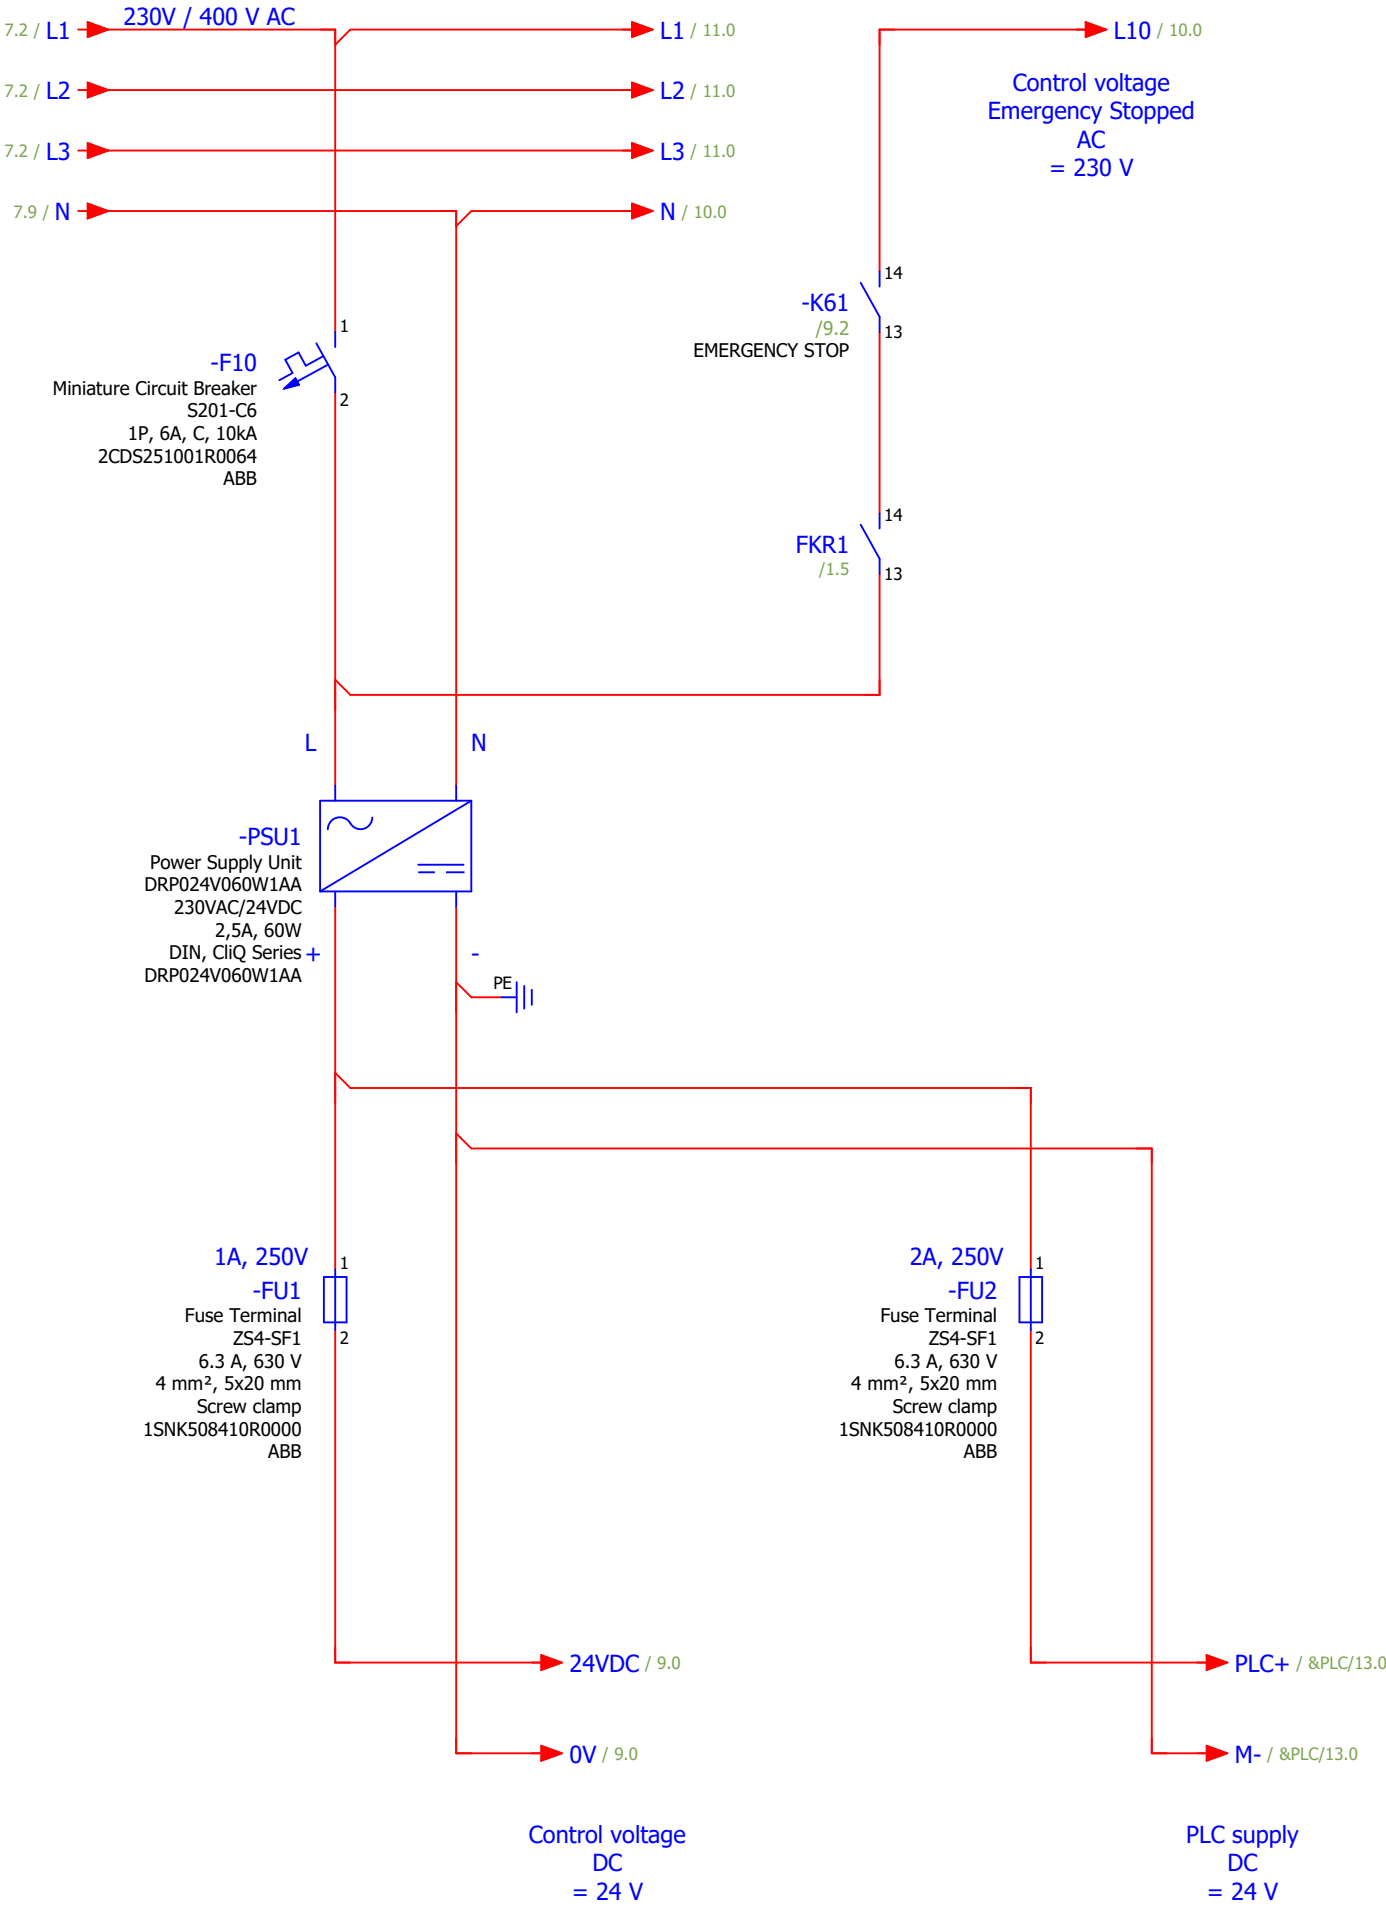 230V / 400 V AC
7.2 / L1
L1 / 11.0
L10 / 10.0
7.2 / L2
L2 / 11.0
Control voltage
Emergency Stopped
AC
= 230 V
7.2 / L3
L3 / 11.0
7.9 / N
N / 10.0
14
-K61
/9.2
13
EMERGENCY STOP
1
-F10
2
Miniature Circuit Breaker
S201-C6
1P, 6A, C, 10kA
2CDS251001R0064
ABB
14
FKR1
/1.5
13
L
N
-PSU1
Power Supply Unit
DRP024V060W1AA
230VAC/24VDC
2,5A, 60W
DIN, CliQ Series
DRP024V060W1AA
+
-
PE
1A, 250V
1
-FU1
Fuse Terminal
ZS4-SF1
2
6.3 A, 630 V
4 mm², 5x20 mm
Screw clamp
1SNK508410R0000
ABB
2A, 250V
1
-FU2
Fuse Terminal
ZS4-SF1
2
6.3 A, 630 V
4 mm², 5x20 mm
Screw clamp
1SNK508410R0000
ABB
24VDC / 9.0
PLC+ / &PLC/13.0
0V / 9.0
M- / &PLC/13.0
Control voltage
DC
= 24 V
PLC supply
DC
= 24 V